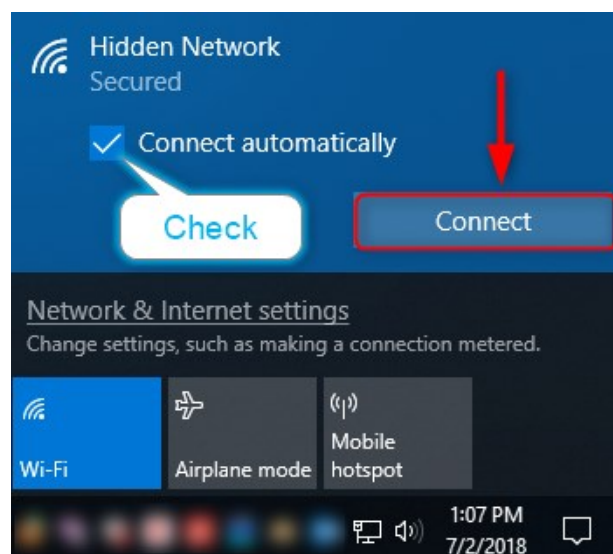 Hidden Network
Secured
Connect automatically
Check
Connect
Network & Internet settings
Change settings, such as making a connection metered.
Wi-Fi
Airplane mode
Mobile
hotspot
1:07 PM
7/2/2018